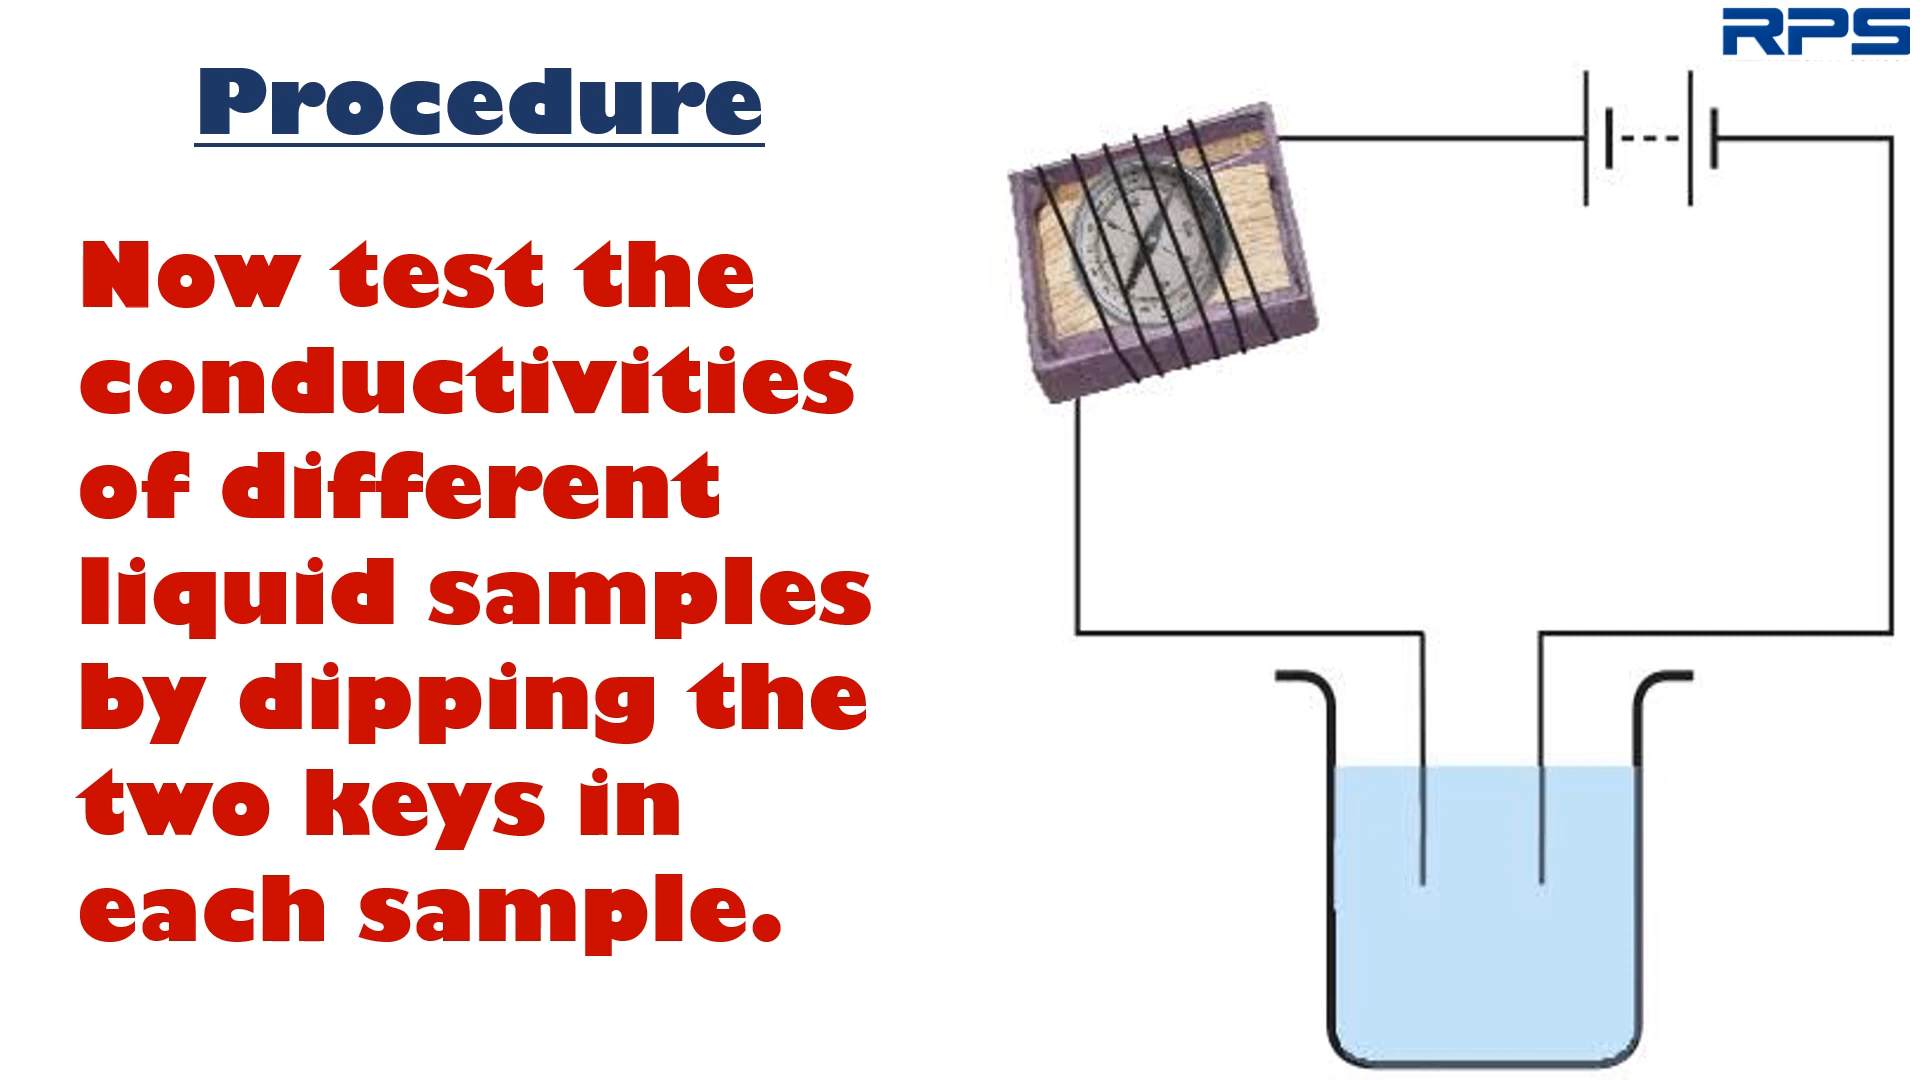 RPS
Procedure
Now test the
conductivities
of different
liquid samples
by dipping the
two keys in
each sample.